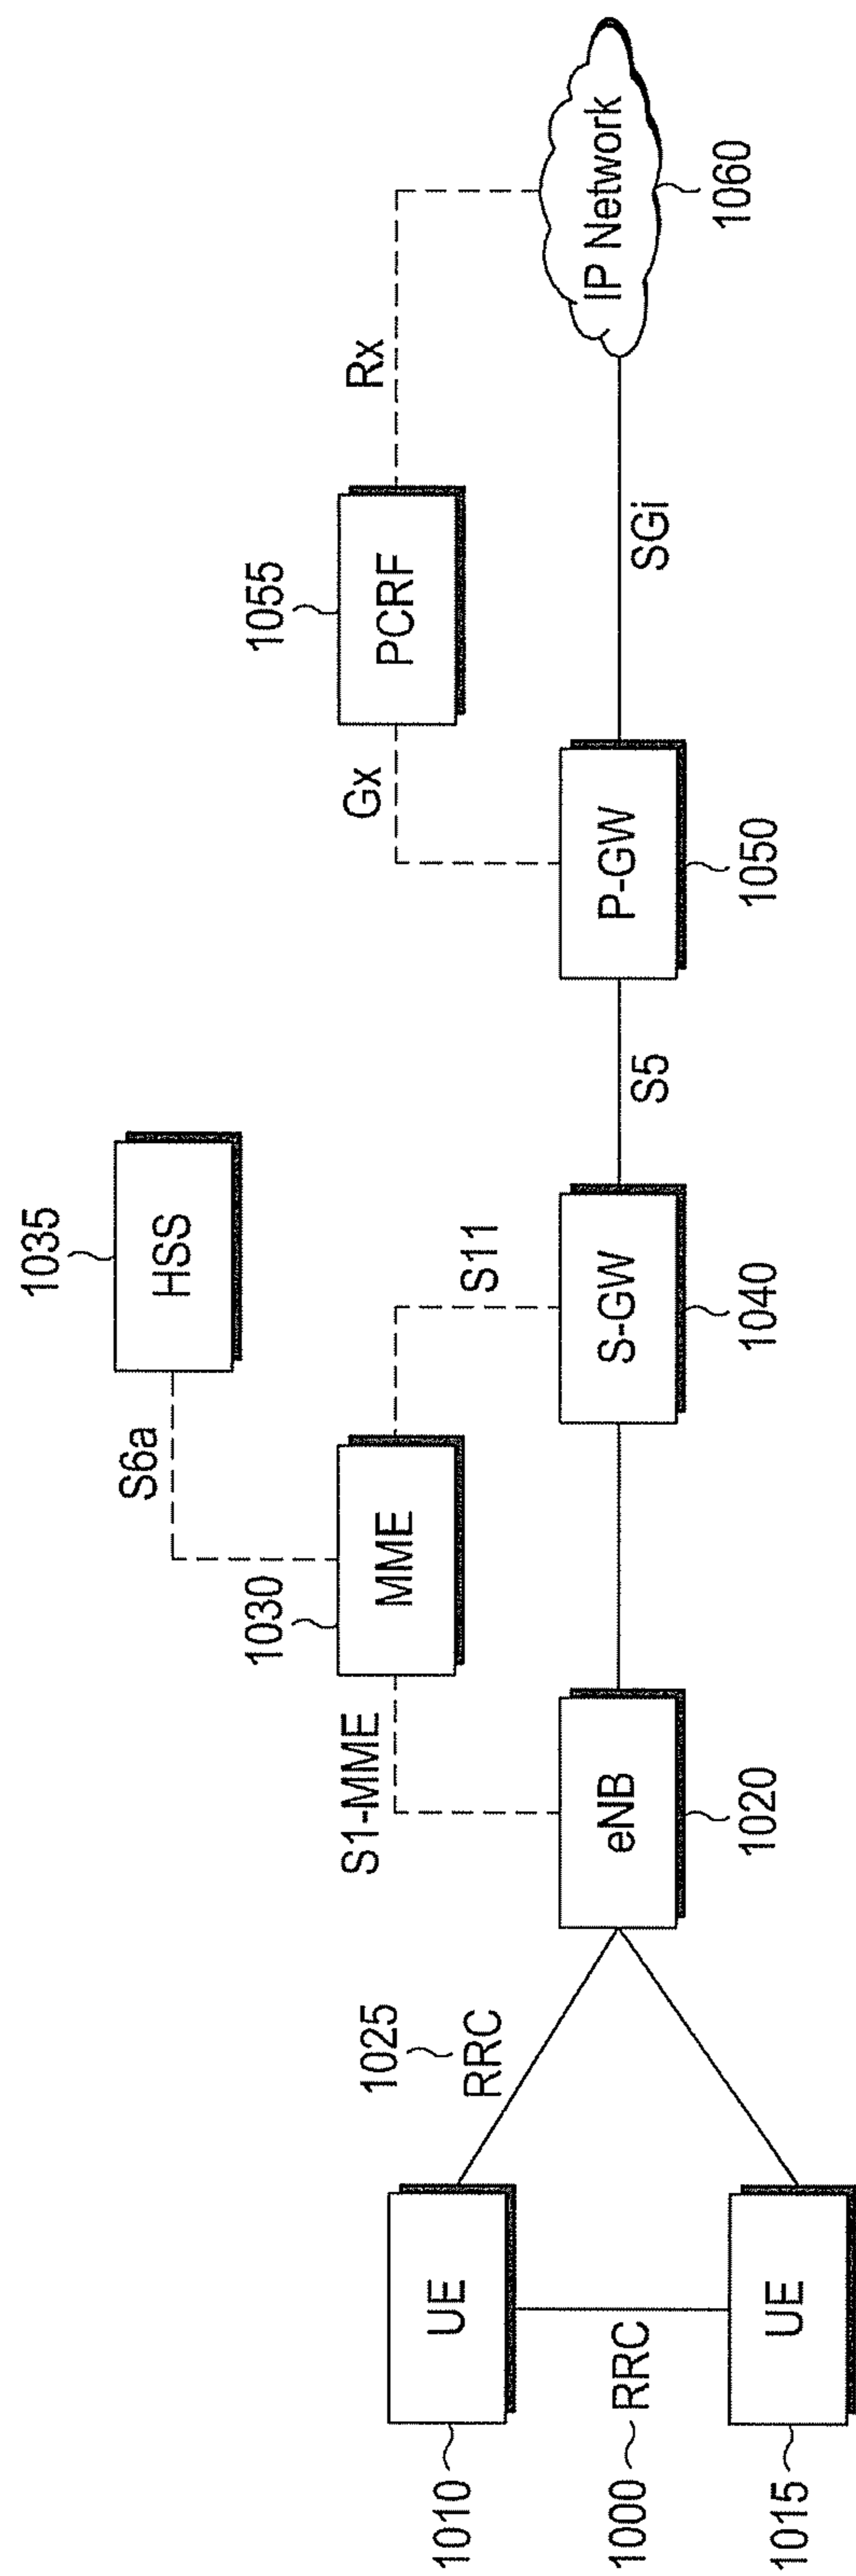 1035
HSS
S6a
1030
MME
S1-MME
S11
1055
PCRF
Gx
Rx
1010
UE
1025
RRC
1000
RRC
1015
UE
eNB
1020
S-GW
1040
S5
P-GW
1050
SGi
IP Network
1060